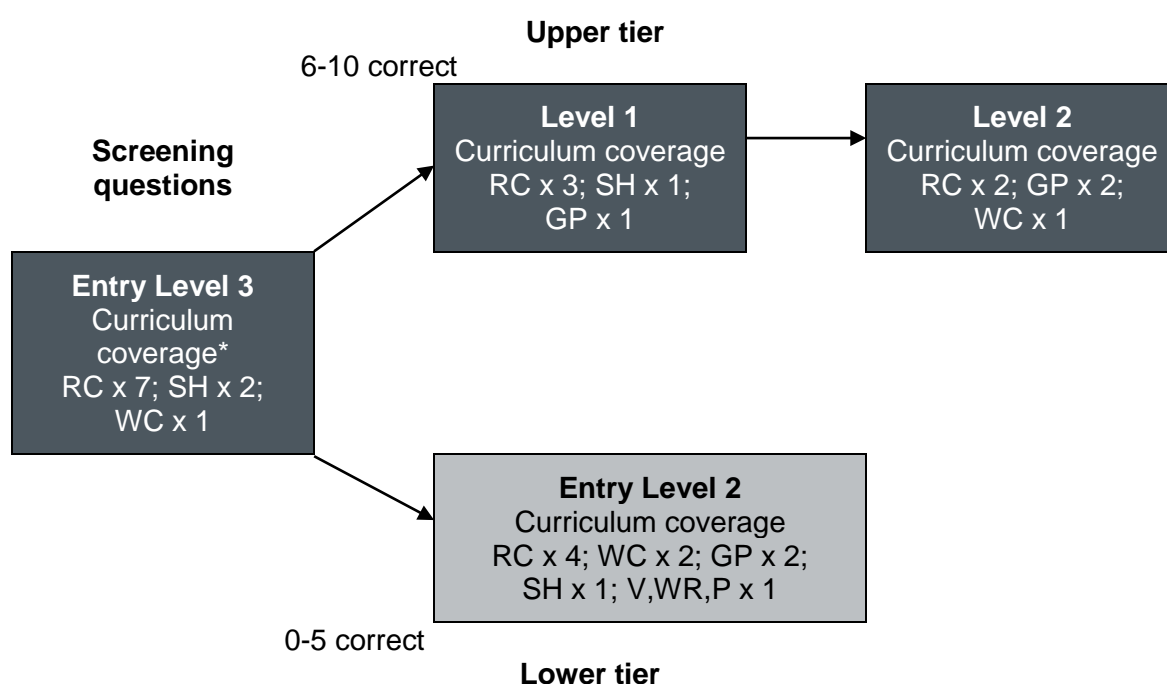 Upper tier
6-10 correct
Level 1
Curriculum coverage
RC x 3; SH x 1;
GP x 1
Level 2
Curriculum coverage
RC x 2; GP x 2;
WC x 1
Screening
questions
Entry Level 3
Curriculum
coverage*
RC x 7; SH x 2;
WC x 1
Entry Level 2
Curriculum coverage
RC x 4; WC x 2; GP x 2;
SH x 1; V,WR,P x 1
0-5 correct
Lower tier